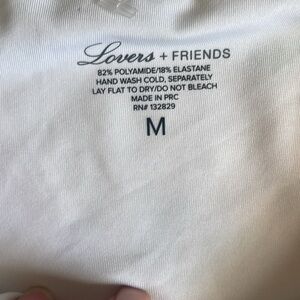 Lovers + FRIENDS
82% POLYAMIDE/18% ELASTANE
HAND WASH COLD, SEPARATELY
LAY FLAT TO DRY/DO NOT BLEACH
MADE IN PRC
RN# 132829
M